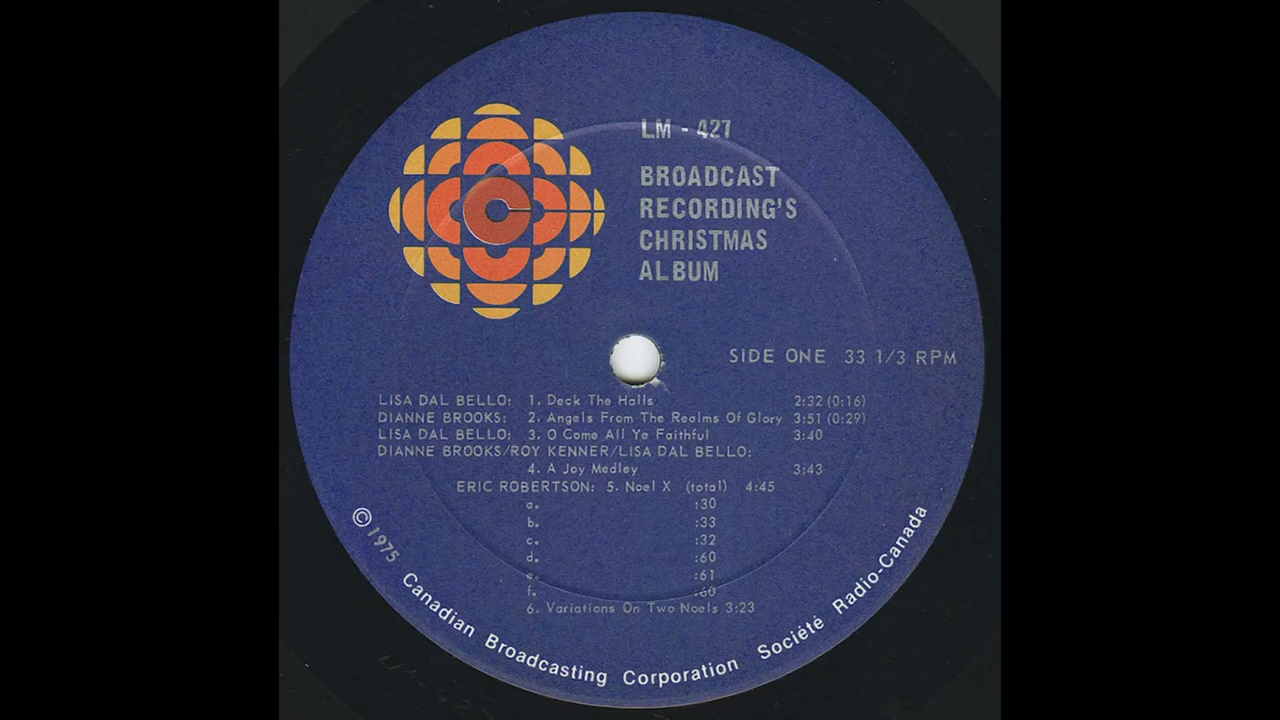 LM - 427
BROADCAST
RECORDING'S
CHRISTMAS
ALBUM
SIDE ONE 33 1/3 RPM
LISA DAL BELLO: 1. Deck The Halls 2:32 (0:16)
DIANNE BROOKS: 2. Angels From The Realms Of Glory 3:51 (0:29)
LISA DAL BELLO: 3. O Come All Ye Faithful 3:40
DIANNE BROOKS/ROY KENNER/LISA DAL BELLO:
4. A Joy Medley 3:43
ERIC ROBERTSON: 5. Noel X (total) 4:45
a. :30
b. :33
c. :32
d. :60
e. :61
f. :60
6. Variations On Two Noels 3:23
© 1975 Canadian Broadcasting Corporation Société Radio-Canada
LM-427